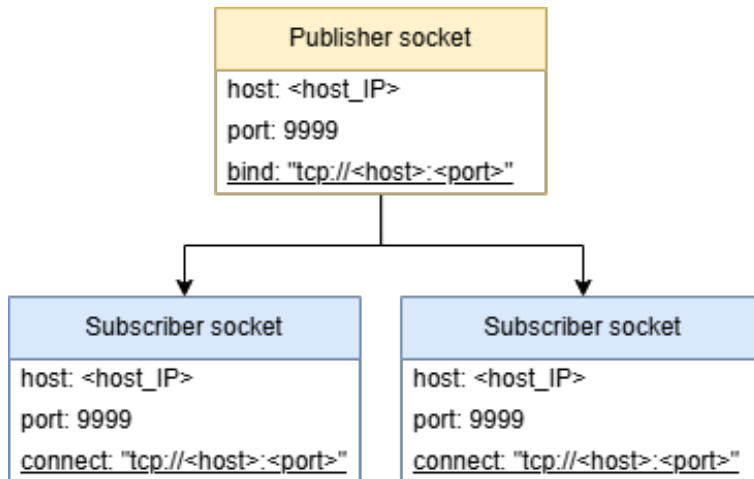 Publisher socket
host: <host_IP>
port: 9999
bind: "tcp://<host>:<port>"
Subscriber socket
host: <host_IP>
port: 9999
connect: "tcp://<host>:<port>"
Subscriber socket
host: <host_IP>
port: 9999
connect: "tcp://<host>:<port>"